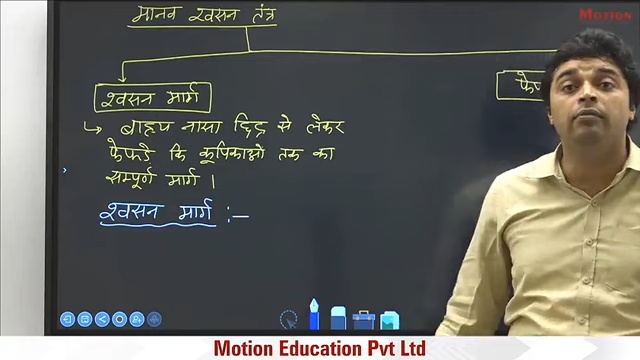 मानव श्वसन तंत्र
MOTION
श्वसन मार्ग
फेफ
↳ बाह्य नासा छिद्र से लेकर
फेफड़े कि कूपिकाओं तक का
सम्पूर्ण मार्ग ।
श्वसन मार्ग :-
Motion Education Pvt Ltd